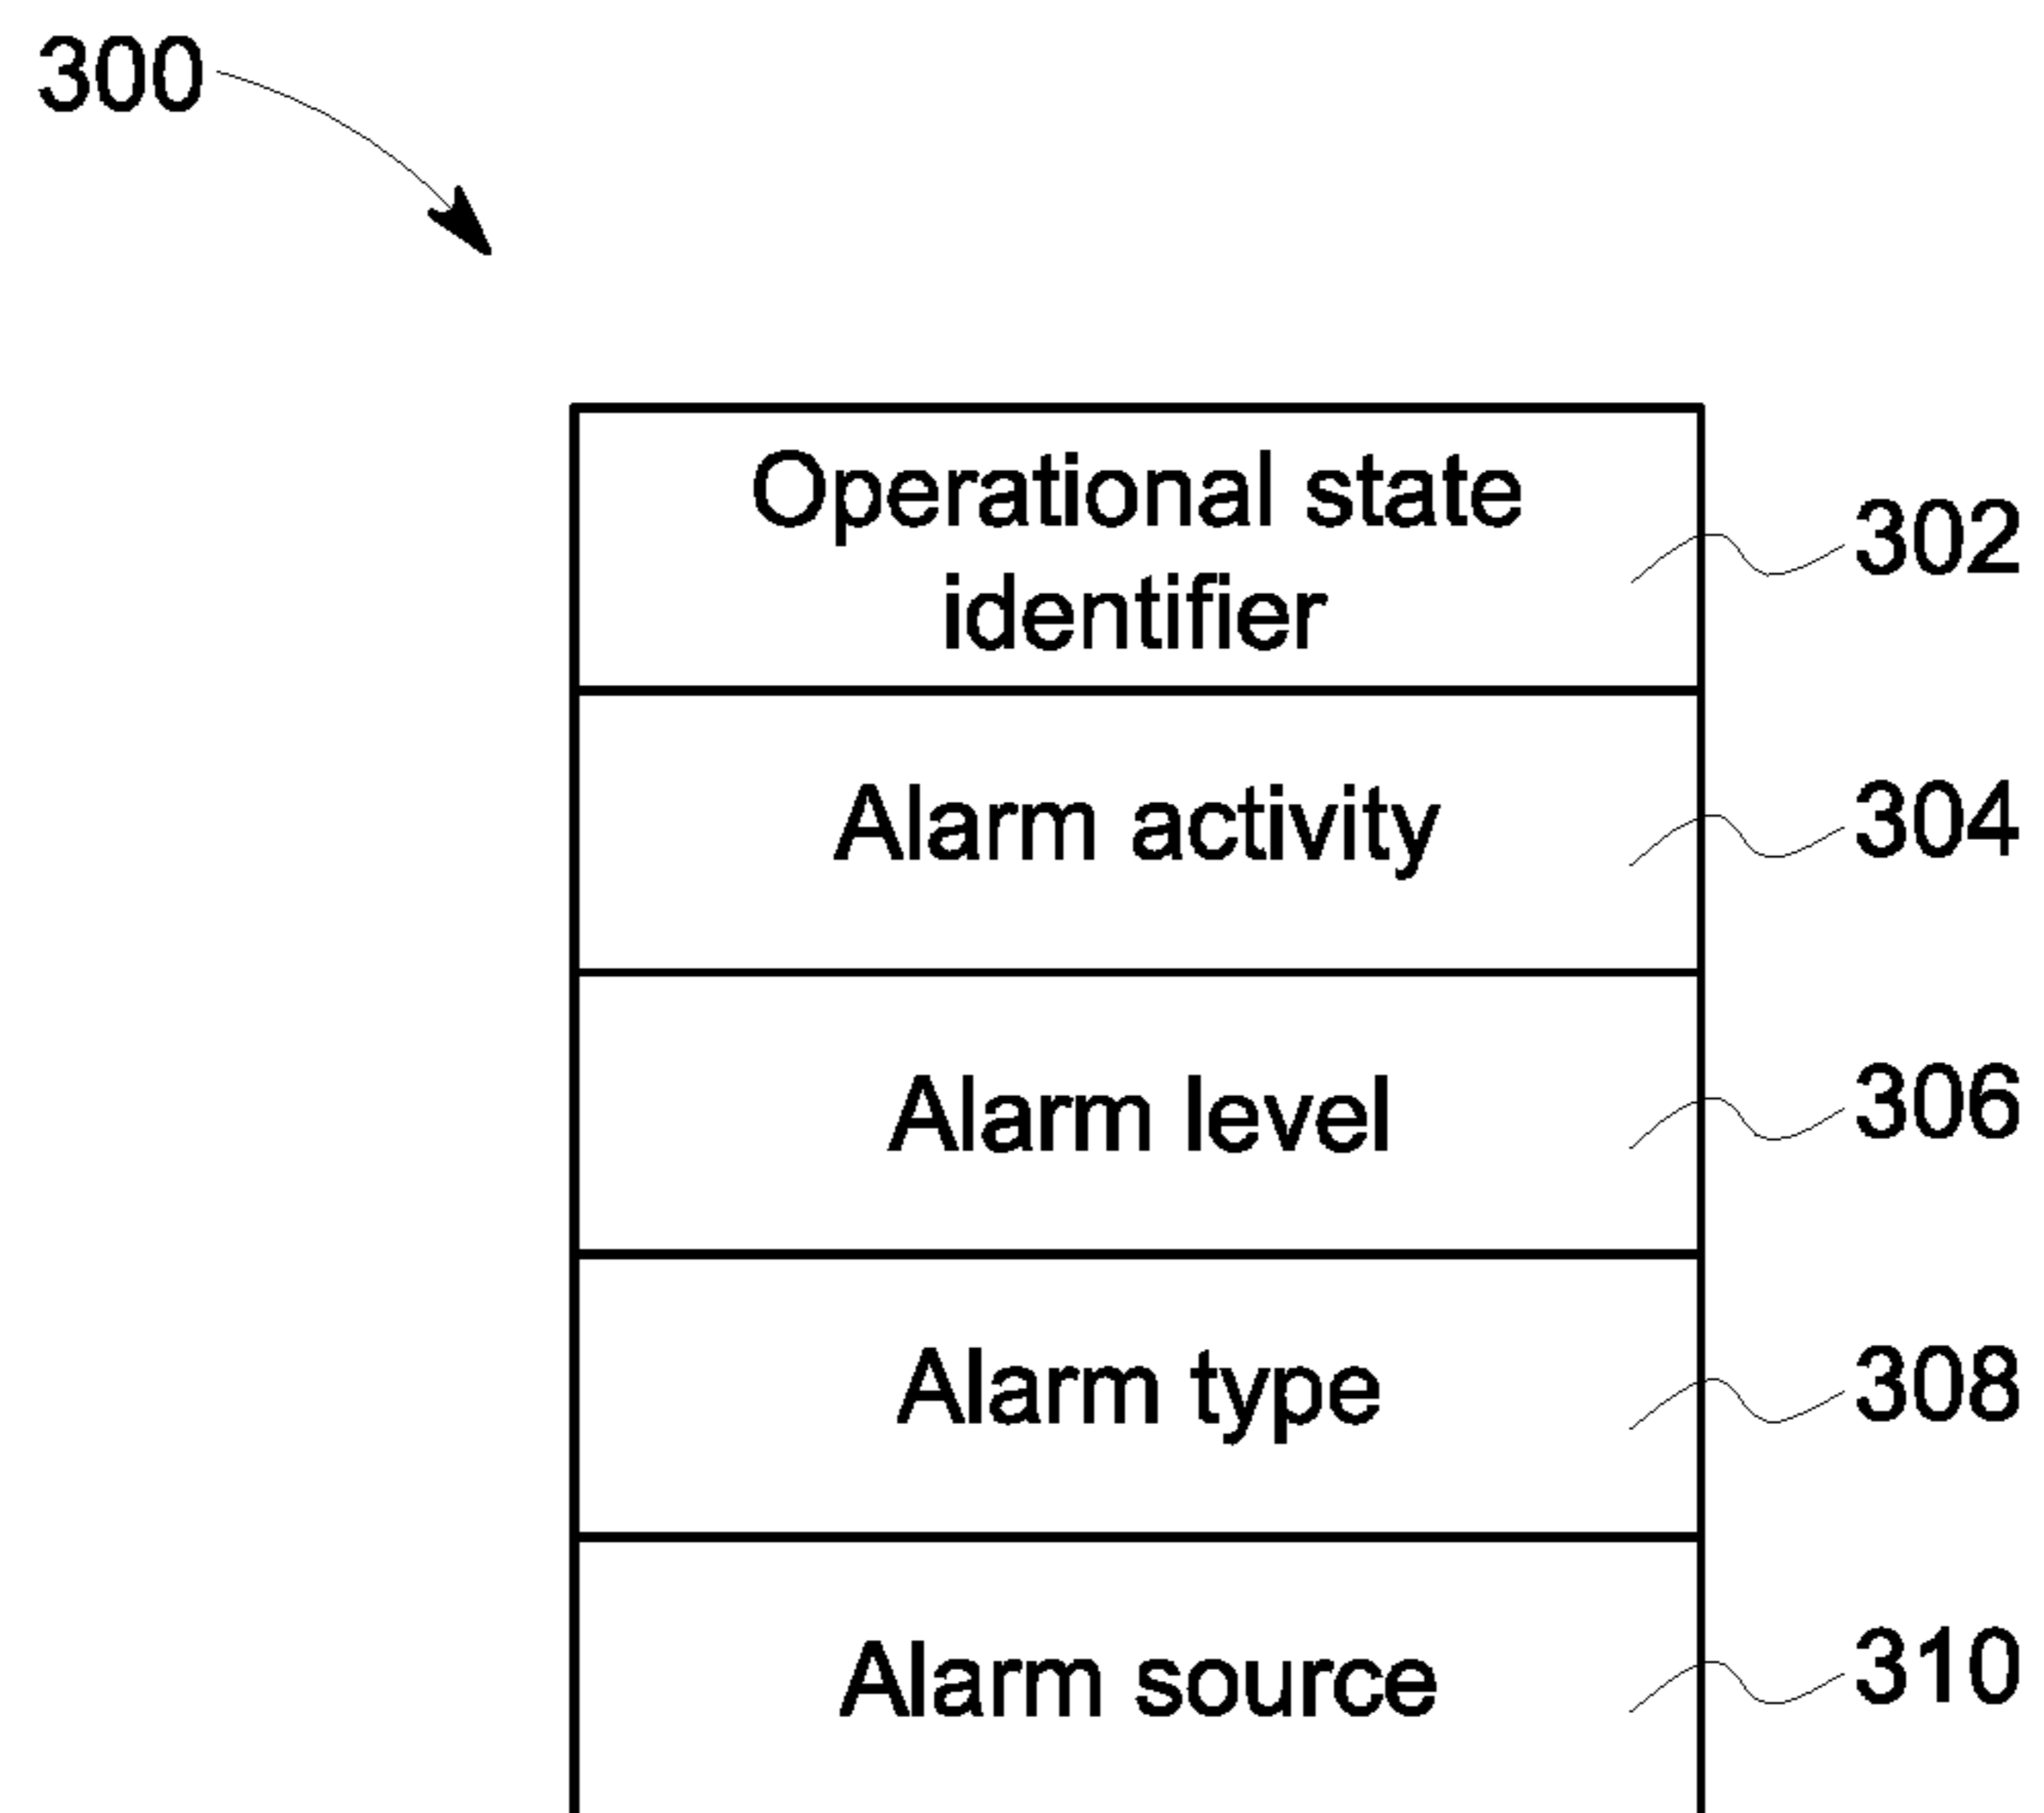 300
Operational state
identifier
302
Alarm activity
304
Alarm level
306
Alarm type
308
Alarm source
310